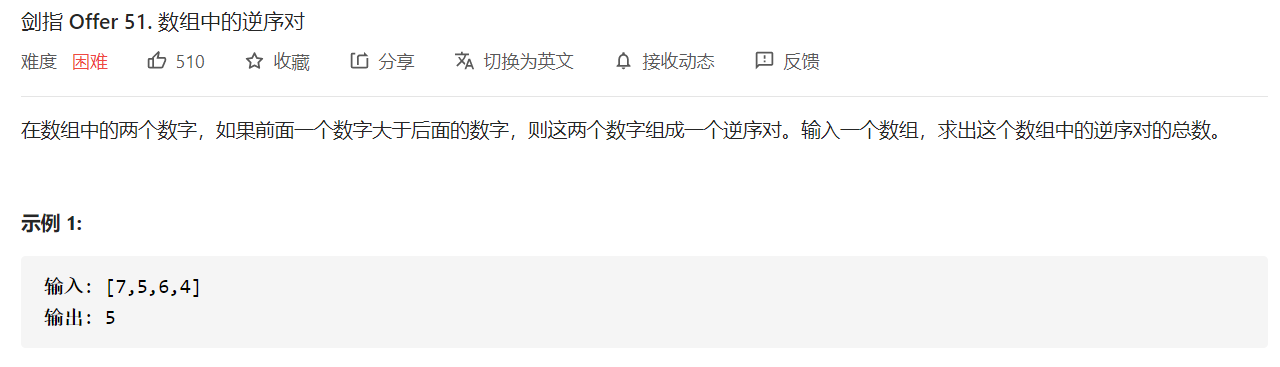 剑指 Offer 51. 数组中的逆序对
难度 困难 510 收藏 分享 切换为英文 接收动态 反馈
在数组中的两个数字，如果前面一个数字大于后面的数字，则这两个数字组成一个逆序对。输入一个数组，求出这个数组中的逆序对的总数。
示例 1:
输入: [7,5,6,4]
输出: 5